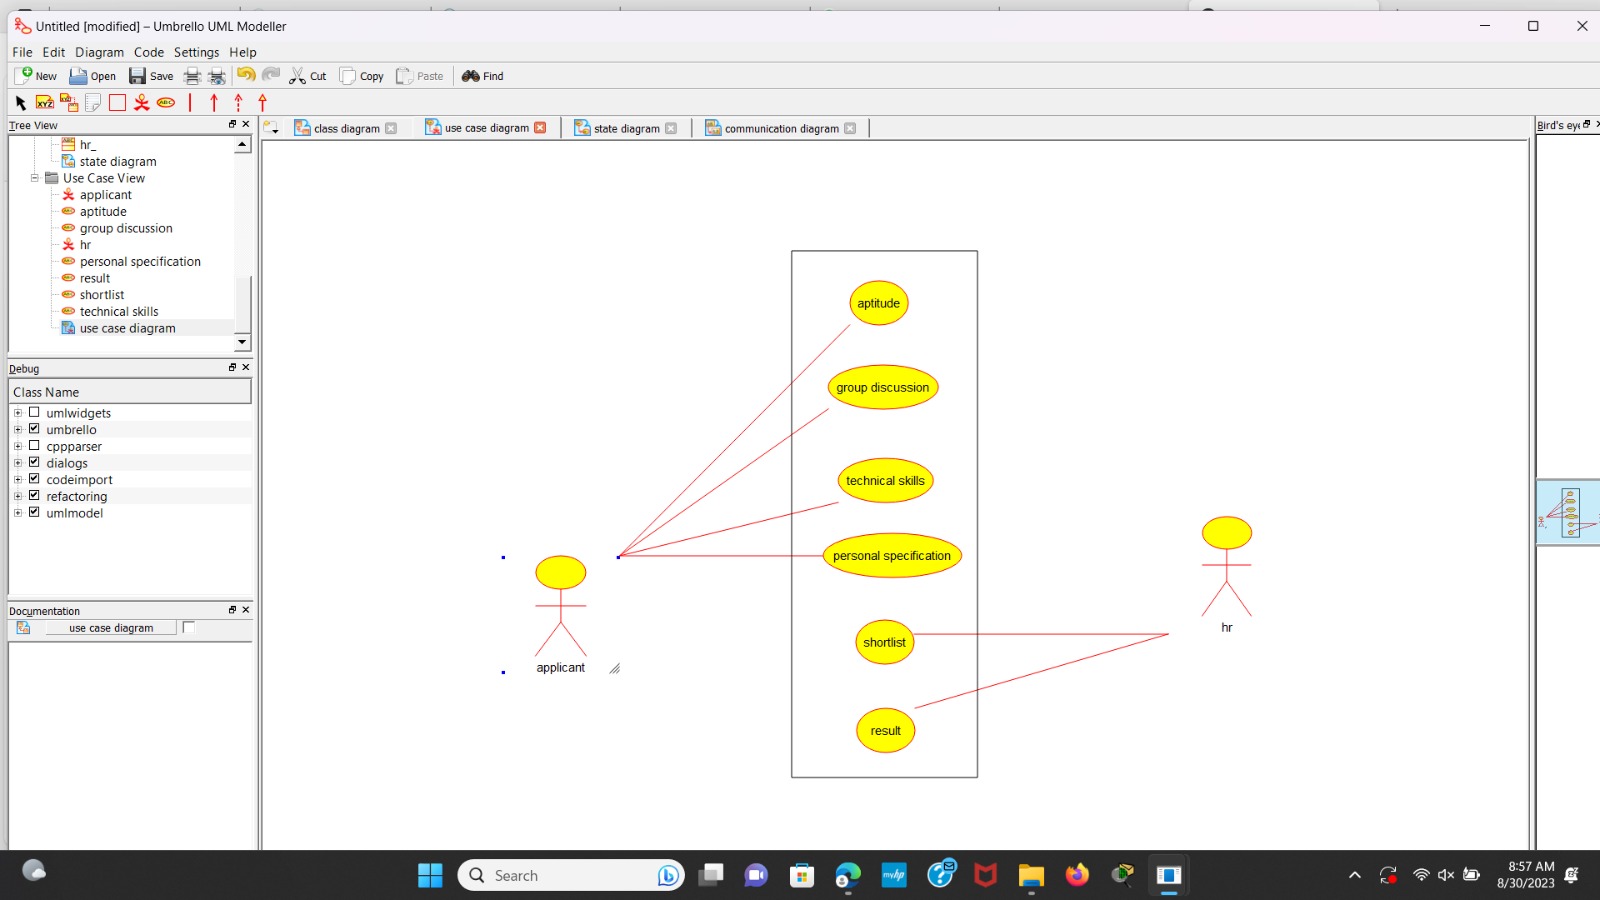 Untitled [modified] – Umbrello UML Modeller
File Edit Diagram Code Settings Help
New Open Save Cut Copy Paste Find
XYZ ABC
Tree View
class diagram use case diagram state diagram communication diagram
Bird's eye
hr_
state diagram
Use Case View
applicant
aptitude
group discussion
hr
personal specification
result
shortlist
technical skills
use case diagram
Debug
Class Name
umlwidgets
umbrello
cppparser
dialogs
codeimport
refactoring
umlmodel
Documentation
use case diagram
aptitude
group discussion
technical skills
personal specification
shortlist
result
applicant
hr
Search
myhp
8:57 AM
8/30/2023